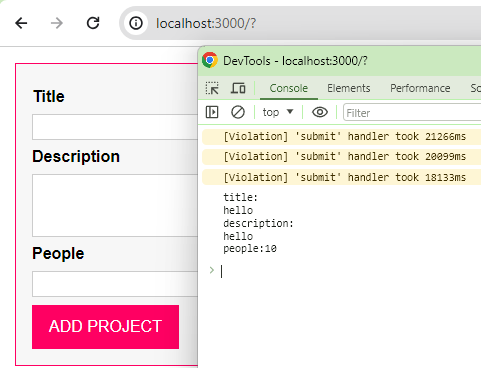 localhost:3000/?
DevTools - localhost:3000/?
Console Elements Performance
top Filter
Title
Description
People
ADD PROJECT
[Violation] 'submit' handler took 21266ms
[Violation] 'submit' handler took 20099ms
[Violation] 'submit' handler took 18133ms
title:
hello
description:
hello
people:10